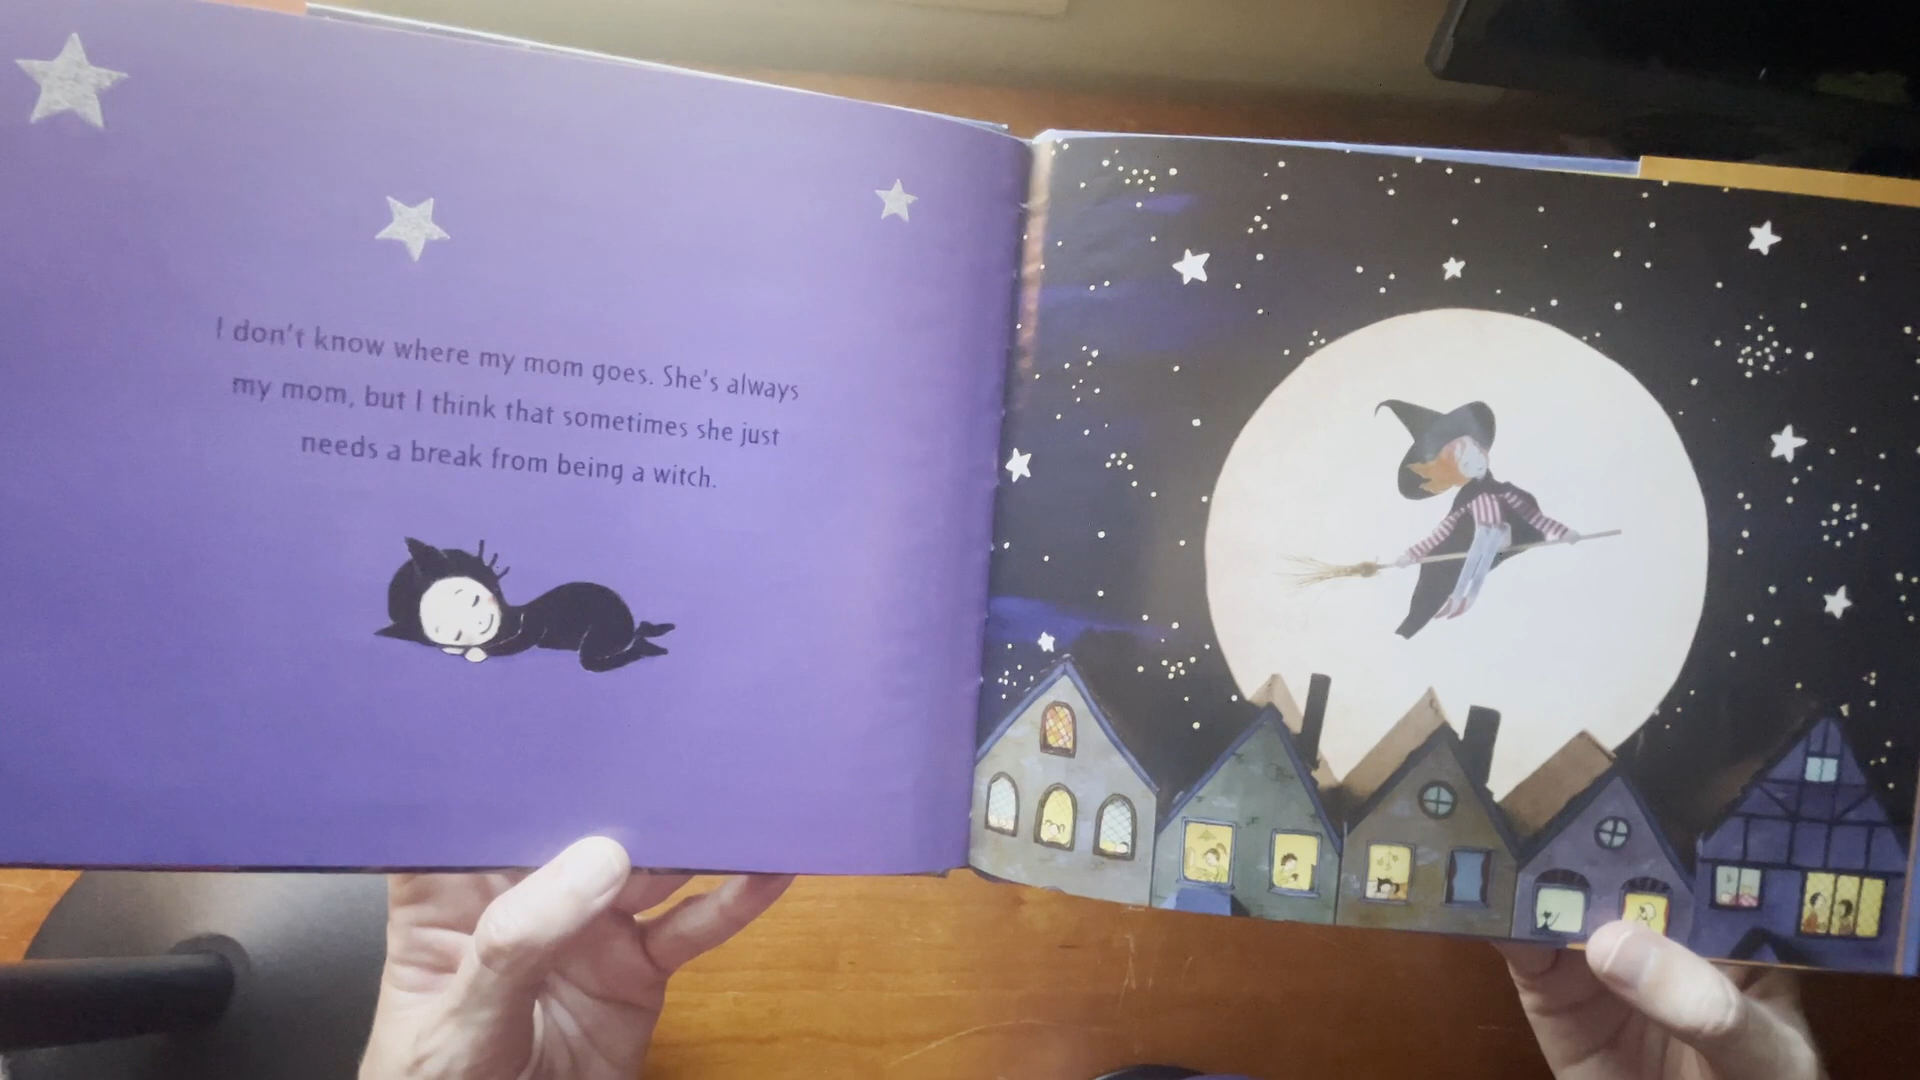 I don't know where my mom goes. She's always
my mom, but I think that sometimes she just
needs a break from being a witch.